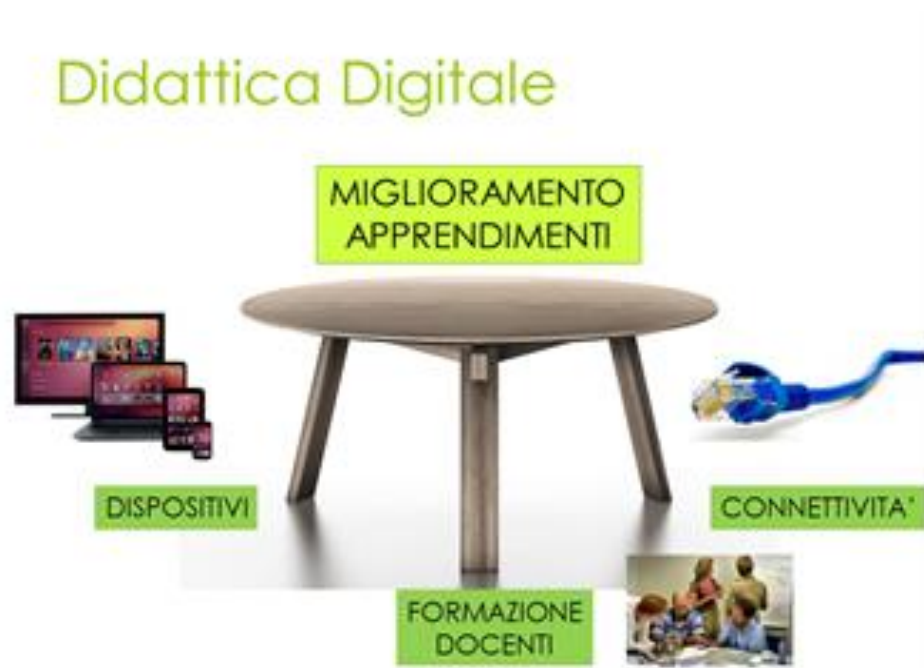 Didattica Digitale
MIGLIORAMENTO
APPRENDIMENTI
DISPOSITIVI
CONNETTIVITA'
FORMAZIONE
DOCENTI